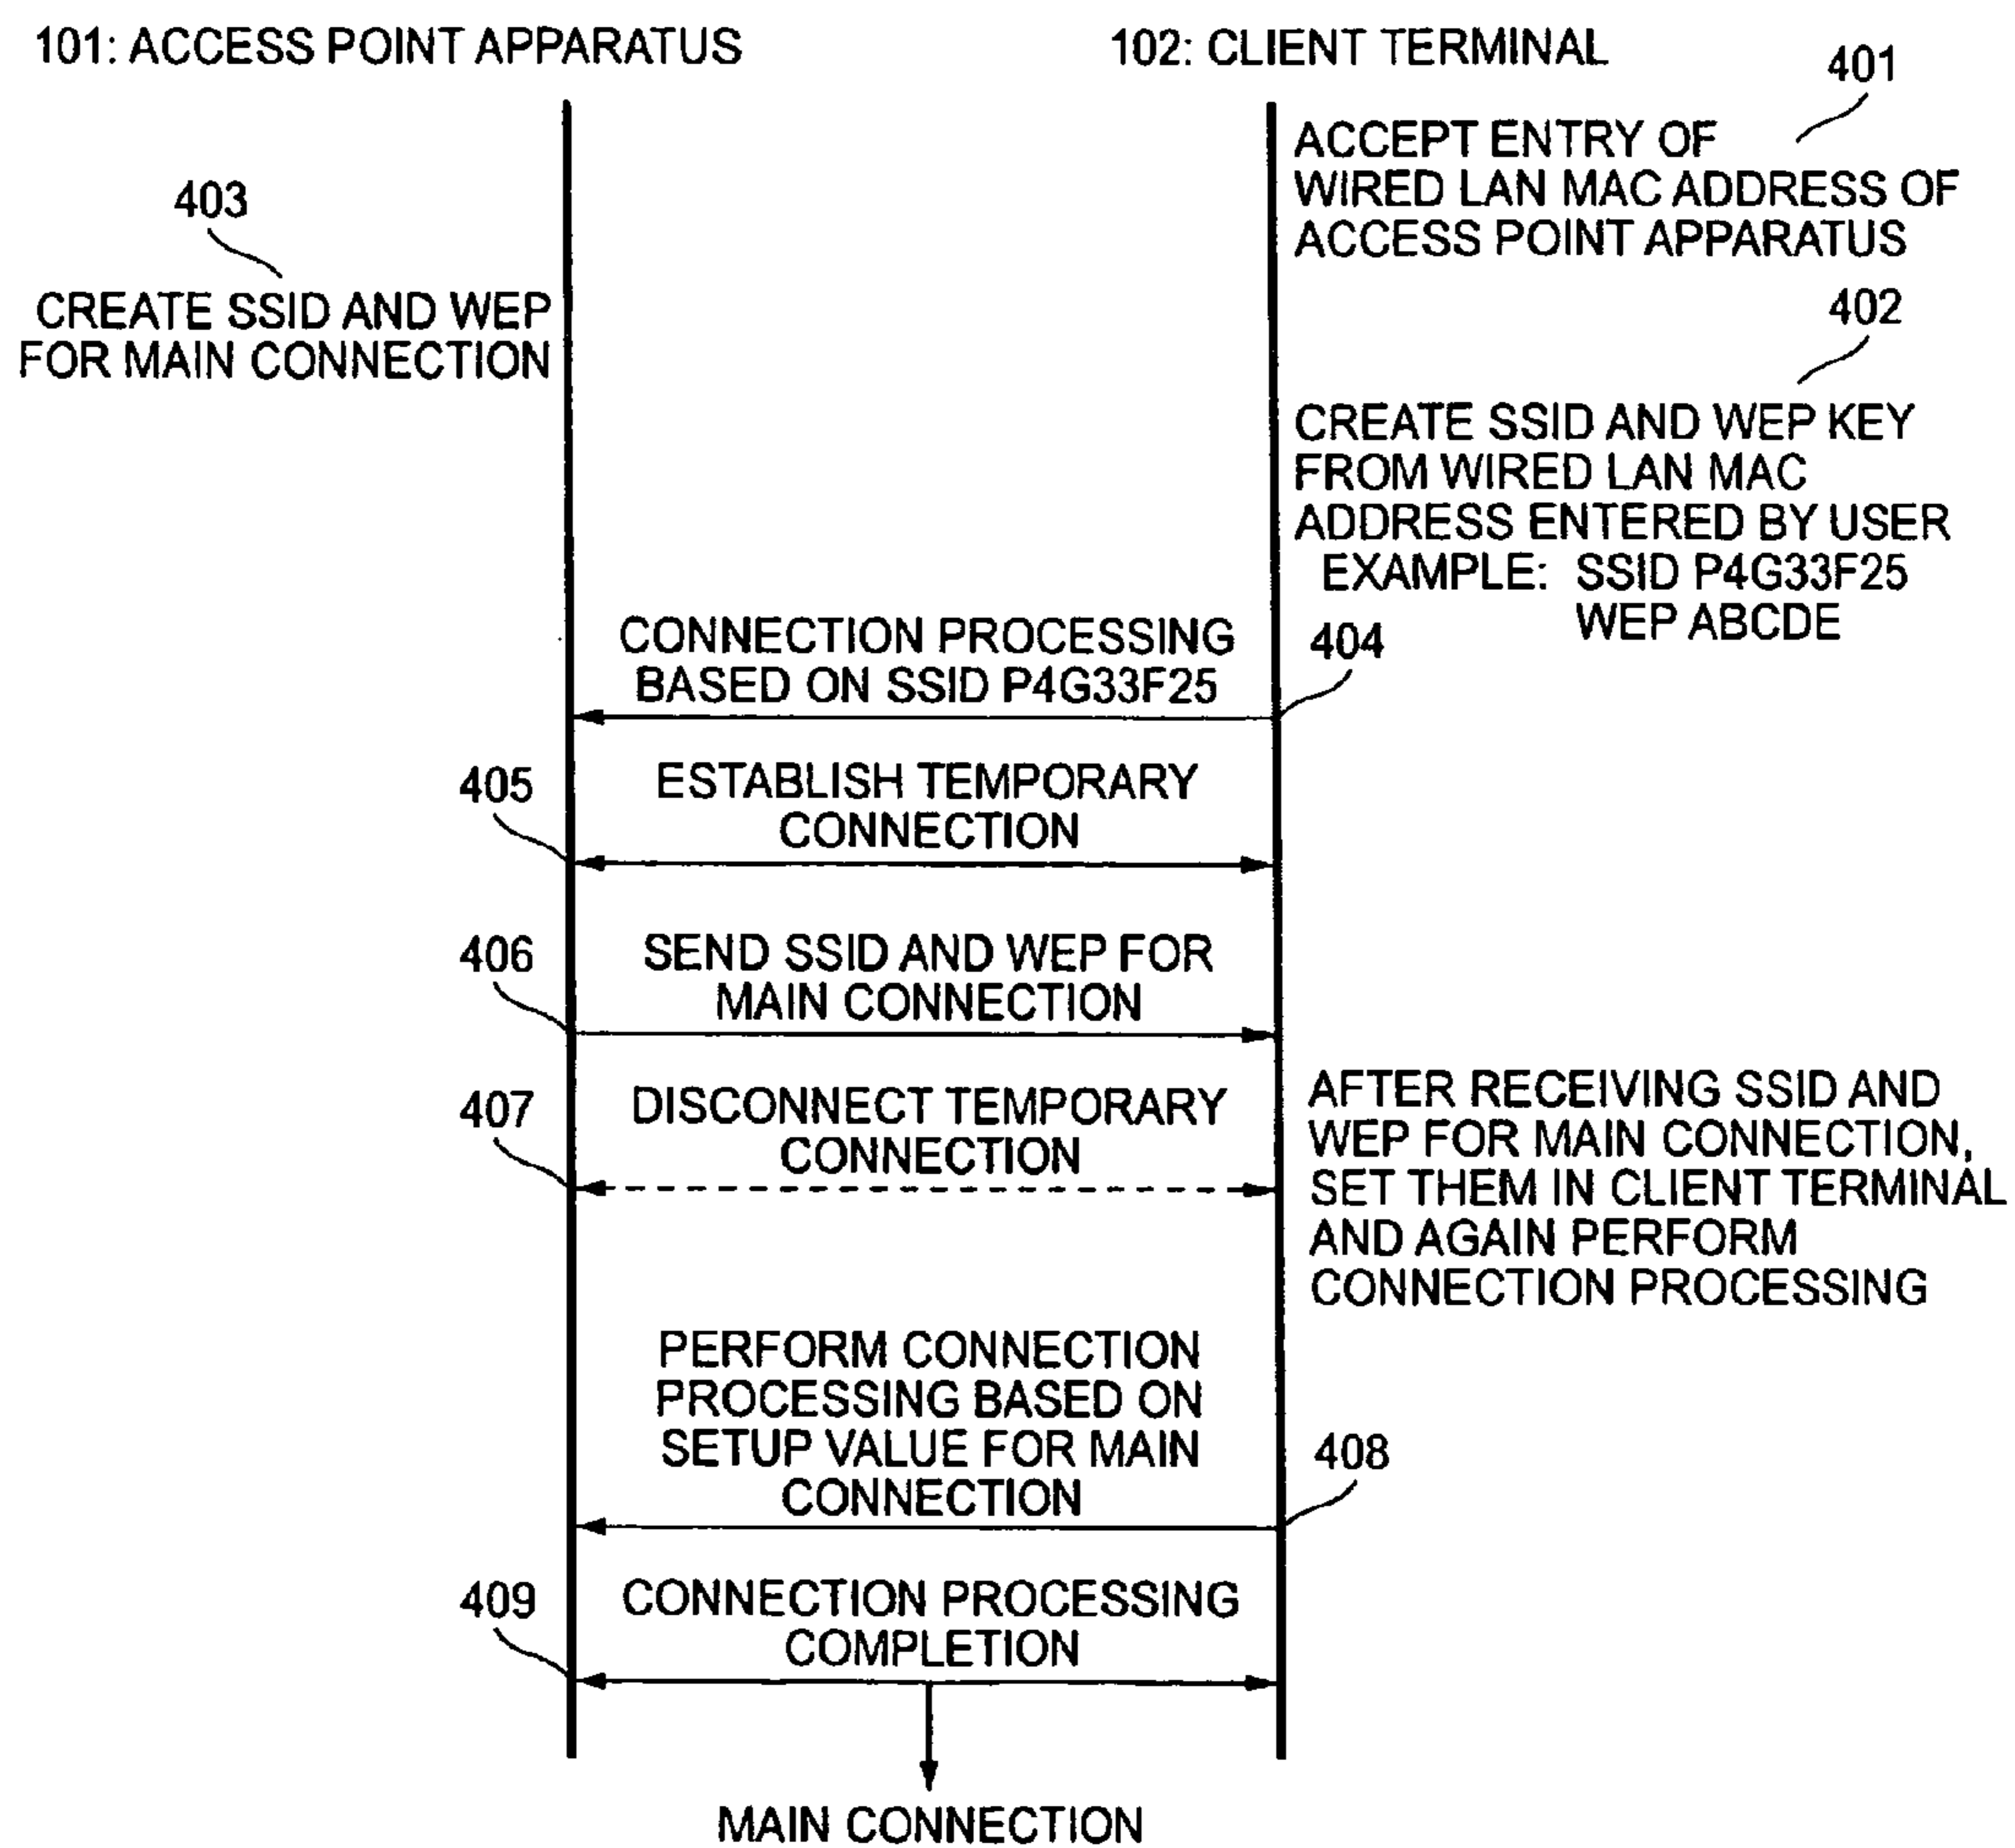 101: ACCESS POINT APPARATUS
102: CLIENT TERMINAL
401
ACCEPT ENTRY OF
WIRED LAN MAC ADDRESS OF
ACCESS POINT APPARATUS
403
CREATE SSID AND WEP
FOR MAIN CONNECTION
402
CREATE SSID AND WEP KEY
FROM WIRED LAN MAC
ADDRESS ENTERED BY USER
EXAMPLE: SSID P4G33F25
WEP ABCDE
CONNECTION PROCESSING
BASED ON SSID P4G33F25
404
405
ESTABLISH TEMPORARY
CONNECTION
406
SEND SSID AND WEP FOR
MAIN CONNECTION
407
DISCONNECT TEMPORARY
CONNECTION
AFTER RECEIVING SSID AND
WEP FOR MAIN CONNECTION,
SET THEM IN CLIENT TERMINAL
AND AGAIN PERFORM
CONNECTION PROCESSING
PERFORM CONNECTION
PROCESSING BASED ON
SETUP VALUE FOR MAIN
CONNECTION
408
409
CONNECTION PROCESSING
COMPLETION
MAIN CONNECTION